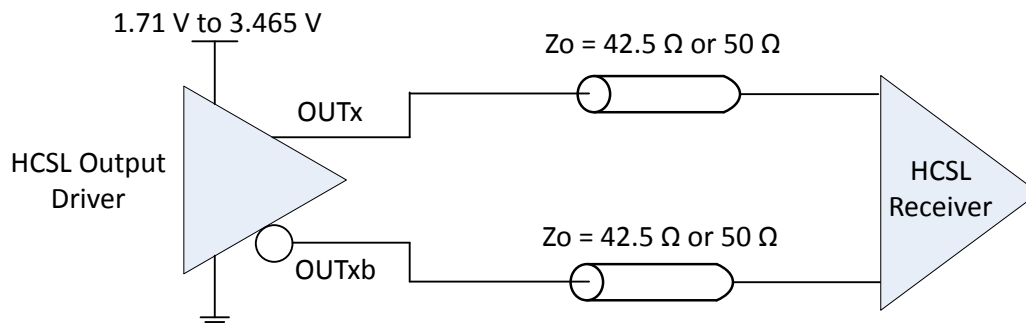 1.71 V to 3.465 V
Zo = 42.5 Ω or 50 Ω
OUTx
HCSL Output
Driver
HCSL
Receiver
Zo = 42.5 Ω or 50 Ω
OUTxb